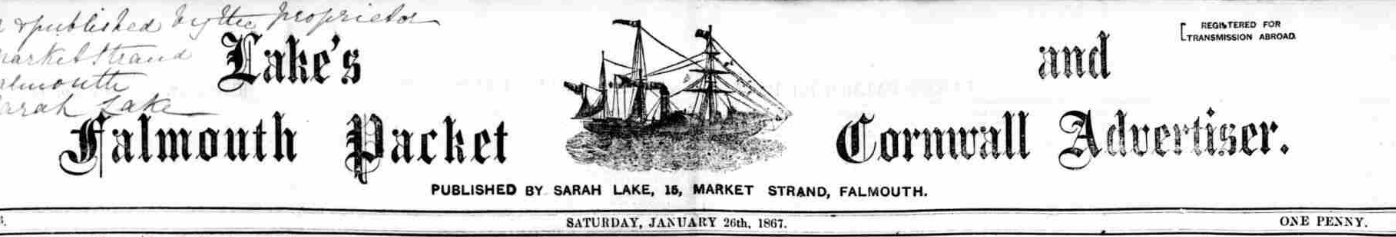 & published by the proprietor
Market Strand
Falmouth
Sarah Lake
Lake's
and
REGISTERED FOR
TRANSMISSION ABROAD.
Falmouth Packet
Cornwall Advertiser.
PUBLISHED BY SARAH LAKE, 15, MARKET STRAND, FALMOUTH.
SATURDAY, JANUARY 26th, 1867.
ONE PENNY.